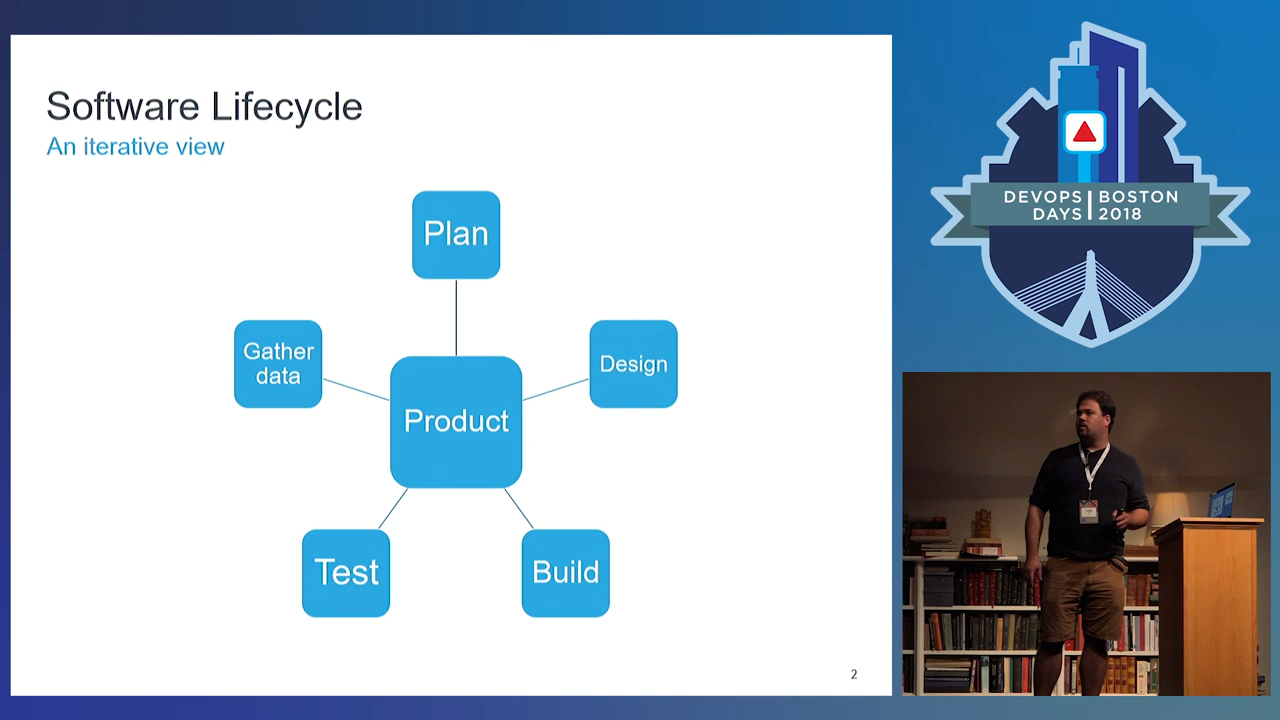 Software Lifecycle
An iterative view
Plan
Gather
data
Design
Product
Test
Build
2
DEVOPS BOSTON
DAYS 2018